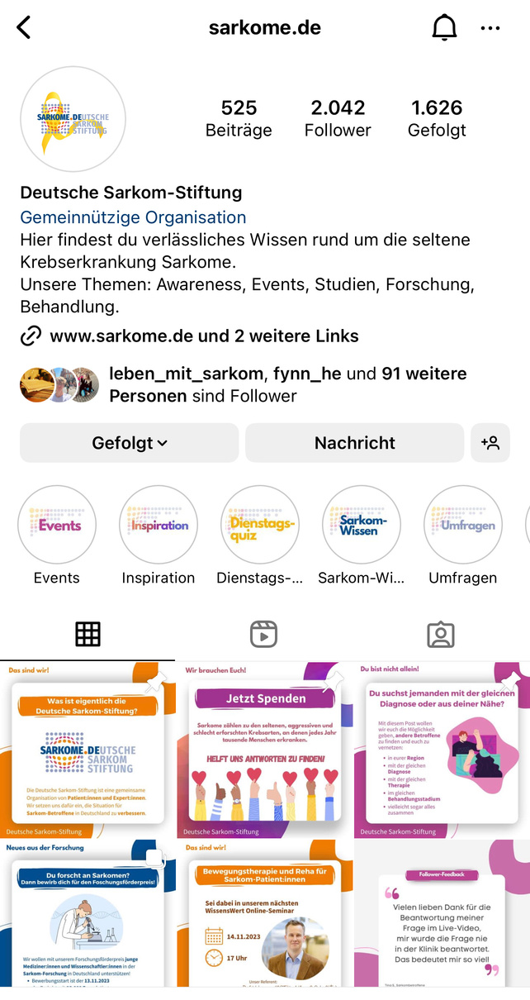 sarkome.de
525
2.042
1.626
Beiträge
Follower
Gefolgt
SARKOME.DEUTSCHE
SARKOM
STIFTUNG
Deutsche Sarkom-Stiftung
Gemeinnützige Organisation
Hier findest du verlässliches Wissen rund um die seltene
Krebserkrankung Sarkome.
Unsere Themen: Awareness, Events, Studien, Forschung,
Behandlung.
www.sarkome.de und 2 weitere Links
leben_mit_sarkom, fynn_he und 91 weitere
Personen sind Follower
Gefolgt
Nachricht
Events
Inspiration
Dienstags-
quiz
Sarkom-
Wissen
Umfragen
Events
Inspiration
Dienstags-...
Sarkom-Wi...
Umfragen
Das sind wir!
Was ist eigentlich die
Deutsche Sarkom-Stiftung?
SARKOME.DEUTSCHE
SARKOM
STIFTUNG
Die Deutsche Sarkom-Stiftung ist eine gemeinsame
Organisation von Patient:innen und Expert:innen.
Wir setzen uns dafür ein, die Situation für
Sarkom-Betroffene in Deutschland zu verbessern.
Deutsche Sarkom-Stiftung
Wir brauchen Euch!
Jetzt Spenden
Sarkome zählen zu den seltenen, aggressiven und
schlecht erforschten Krebsarten, an denen jedes Jahr
tausende Menschen erkranken.
HELFT UNS ANTWORTEN ZU FINDEN!
Deutsche Sarkom-Stiftung
Du bist nicht allein!
Du suchst jemanden mit der gleichen
Diagnose oder aus deiner Nähe?
Mit diesem Post wollen
wir euch die Möglichkeit
geben, andere Betroffene
zu finden und euch zu
vernetzen:
• in eurer Region
• mit der gleichen
Diagnose
• mit der gleichen
Therapie
• im gleichen
Behandlungsstadium
• vielleicht sogar alles
zusammen
Deutsche Sarkom-Stiftung
Neues aus der Forschung
Du forscht an Sarkomen?
Dann bewirb dich für den Foschungsförderpreis!
Wir wollen mit unserem Forschungsförderpreis junge
Mediziner:innen und Wissenschaftler:innen in der
Sarkom-Forschung in Deutschland unterstützen!
• Bewerbungsstart ist der 13.11.2023
Das sind wir!
Bewegungstherapie und Reha für
Sarkom-Patient:innen
Sei dabei in unserem nächsten
WissensWert Online-Seminar
14.11.2023
17 Uhr
Unser Referent:
Follower-Feedback
Vielen lieben Dank für die
Beantwortung meiner
Frage im Live-Video,
mir wurde die Frage nie
in der Klinik beantwortet.
Das bedeutet mir so viel!